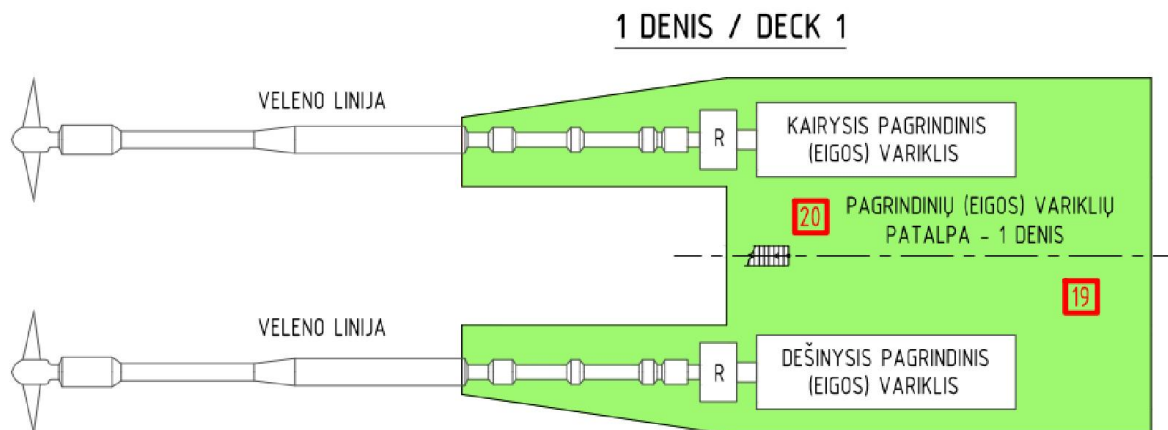 1 DENIS / DECK 1
VELENO LINIJA
R
KAIRYSIS PAGRINDINIS
(EIGOS) VARIKLIS
20
PAGRINDINIŲ (EIGOS) VARIKLIŲ
PATALPA - 1 DENIS
19
VELENO LINIJA
R
DEŠINYSIS PAGRINDINIS
(EIGOS) VARIKLIS